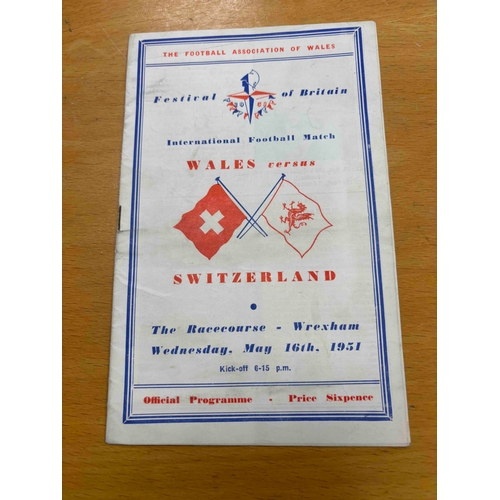 THE FOOTBALL ASSOCIATION OF WALES
Festival of Britain
International Football Match
WALES versus
SWITZERLAND
The Racecourse - Wrexham
Wednesday, May 16th, 1951
Kick-off 6-15 p.m.
Official Programme - Price Sixpence